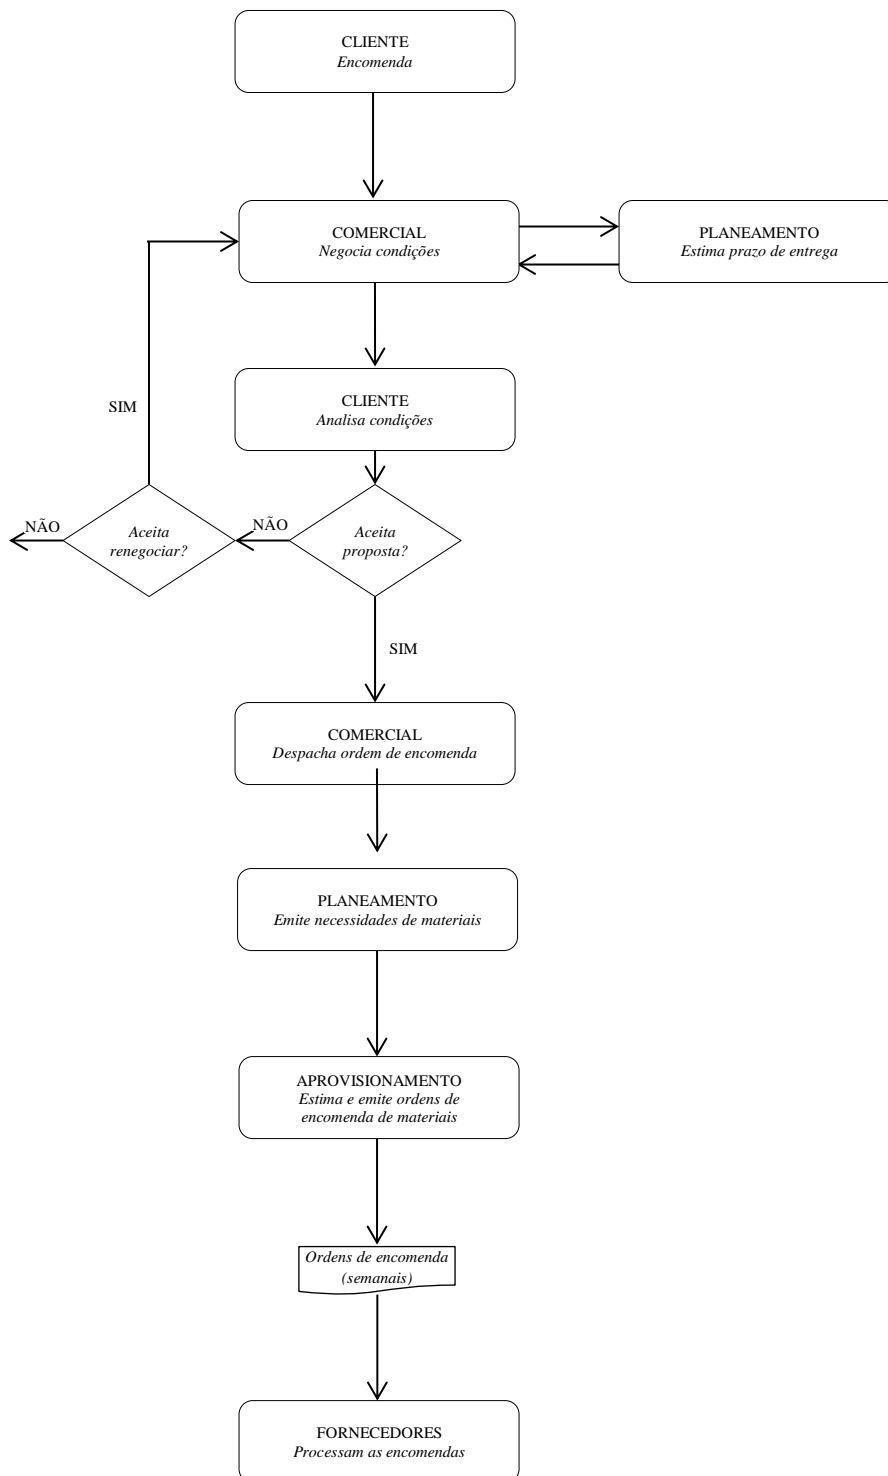 CLIENTE
Encomenda
COMERCIAL
Negocia condições
PLANEAMENTO
Estima prazo de entrega
CLIENTE
Analisa condições
SIM
NÃO
Aceita
renegociar?
NÃO
Aceita
proposta?
SIM
COMERCIAL
Despacha ordem de encomenda
PLANEAMENTO
Emite necessidades de materiais
APROVISIONAMENTO
Estima e emite ordens de
encomenda de materiais
Ordens de encomenda
(semanais)
FORNECEDORES
Processam as encomendas